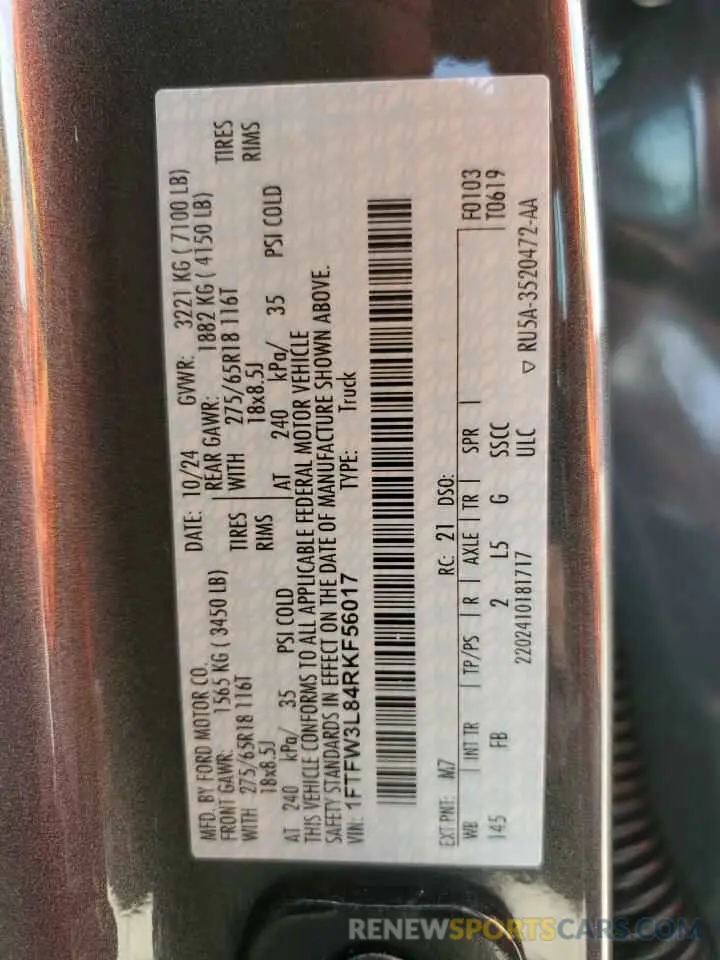 MFD. BY FORD MOTOR CO. DATE: 10/24 GVWR: 3221 KG ( 7100 LB)
FRONT GAWR: 1565 KG ( 3450 LB) REAR GAWR: 1882 KG ( 4150 LB)
WITH 275/65R18 116T TIRES WITH 275/65R18 116T TIRES
18x8.5J RIMS 18x8.5J RIMS
AT 240 kPa/ 35 PSI COLD AT 240 kPa/ 35 PSI COLD
THIS VEHICLE CONFORMS TO ALL APPLICABLE FEDERAL MOTOR VEHICLE
SAFETY STANDARDS IN EFFECT ON THE DATE OF MANUFACTURE SHOWN ABOVE.
VIN: 1FTFW3L84RKF56017 TYPE: Truck
EXT PNT: M7 RC: 21 DSO: F0103
WB INT TR TP/PS R AXLE TR SPR T0619
145 FB 2 L5 G SSCC
2202410181717 ULC ▽ RU5A-3520472-AA
RENEWSPORTSCARS.COM